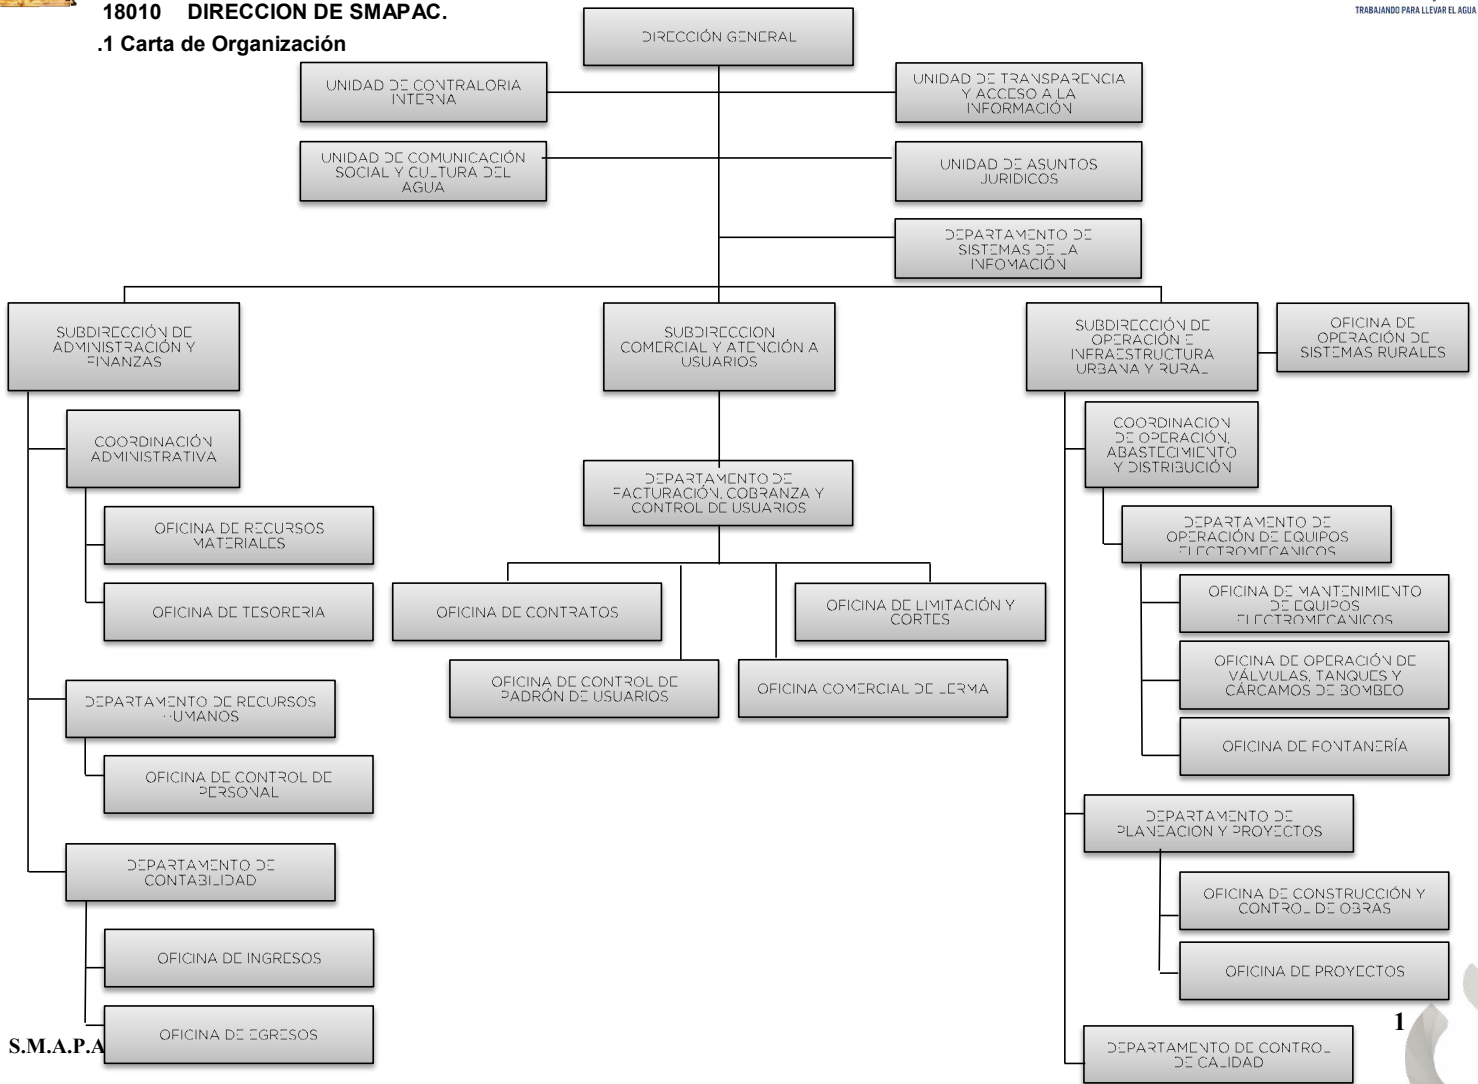 18010 DIRECCION DE SMAPAC.
.1 Carta de Organización
TRABAJANDO PARA LLEVAR EL AGUA
DIRECCIÓN GENERAL
UNIDAD DE CONTRALORIA
INTERNA
UNIDAD DE TRANSPARENCIA
Y ACCESO A LA
INFORMACIÓN
UNIDAD DE COMUNICACIÓN
SOCIAL Y CULTURA DEL
AGUA
UNIDAD DE ASUNTOS
JURIDICOS
DEPARTAMENTO DE
SISTEMAS DE LA
INFOMACIÓN
SUBDIRECCIÓN DE
ADMINISTRACIÓN Y
FINANZAS
SUBDIRECCION
COMERCIAL Y ATENCIÓN A
USUARIOS
SUBDIRECCIÓN DE
OPERACIÓN E
INFRAESTRUCTURA
URBANA Y RURAL
OFICINA DE
OPERACIÓN DE
SISTEMAS RURALES
COORDINACIÓN
ADMINISTRATIVA
OFICINA DE RECURSOS
MATERIALES
OFICINA DE TESORERIA
DEPARTAMENTO DE RECURSOS
HUMANOS
OFICINA DE CONTROL DE
PERSONAL
DEPARTAMENTO DE
CONTABILIDAD
OFICINA DE INGRESOS
OFICINA DE EGRESOS
DEPARTAMENTO DE
FACTURACIÓN, COBRANZA Y
CONTROL DE USUARIOS
OFICINA DE CONTRATOS
OFICINA DE LIMITACIÓN Y
CORTES
OFICINA DE CONTROL DE
PADRÓN DE USUARIOS
OFICINA COMERCIAL DE LERMA
COORDINACION
DE OPERACIÓN,
ABASTECIMIENTO
Y DISTRIBUCIÓN
DEPARTAMENTO DE
OPERACIÓN DE EQUIPOS
ELECTROMECANICOS
OFICINA DE MANTENIMIENTO
DE EQUIPOS
ELECTROMECANICOS
OFICINA DE OPERACIÓN DE
VÁLVULAS, TANQUES Y
CÁRCAMOS DE BOMBEO
OFICINA DE FONTANERÍA
DEPARTAMENTO DE
PLANEACION Y PROYECTOS
OFICINA DE CONSTRUCCIÓN Y
CONTROL DE OBRAS
OFICINA DE PROYECTOS
DEPARTAMENTO DE CONTROL
DE CALIDAD
S.M.A.P.A
1